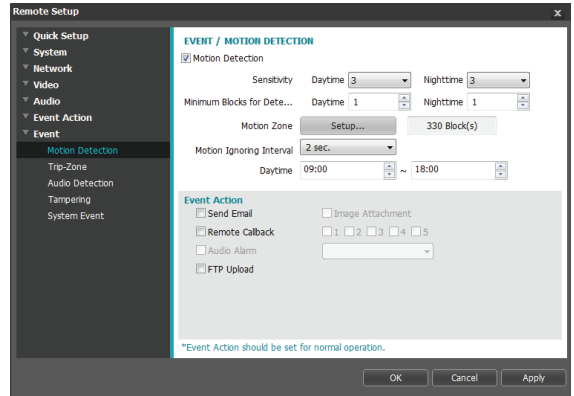 Remote Setup
x
Quick Setup
System
Network
Video
Audio
Event Action
Event
Motion Detection
Trip-Zone
Audio Detection
Tampering
System Event
EVENT / MOTION DETECTION
Motion Detection
Sensitivity Daytime 3 Nighttime 3
Minimum Blocks for Dete... Daytime 1 Nighttime 1
Motion Zone Setup... 330 Block(s)
Motion Ignoring Interval 2 sec.
Daytime 09:00 ~ 18:00
Event Action
Send Email Image Attachment
Remote Callback 1 2 3 4 5
Audio Alarm
FTP Upload
*Event Action should be set for normal operation.
OK Cancel Apply